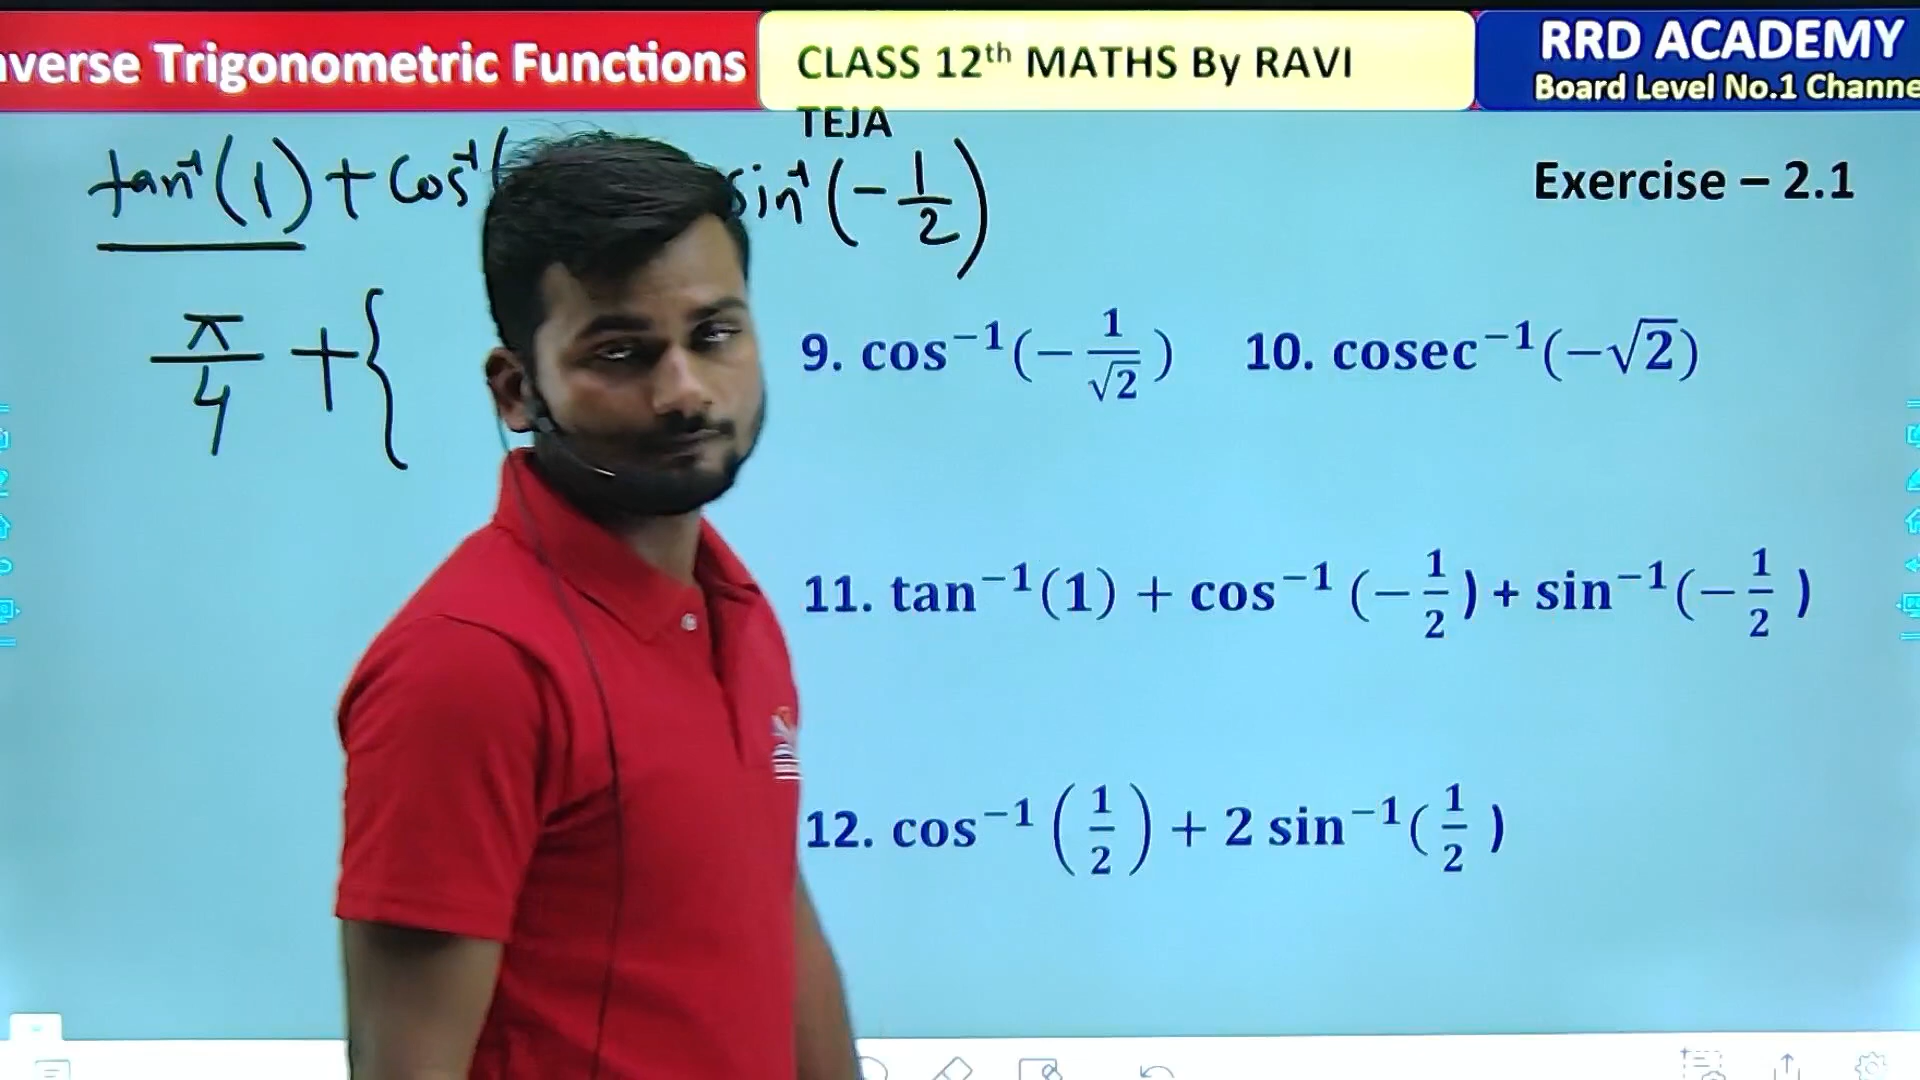 nverse Trigonometric Functions
CLASS 12th MATHS By RAVI
TEJA
RRD ACADEMY
Board Level No.1 Channe
tan⁻¹(1) + cos⁻¹( sin⁻¹(-1/2)
Exercise – 2.1
π/4 + {
9. cos⁻¹(−1/√2) 10. cosec⁻¹(−√2)
11. tan⁻¹(1) + cos⁻¹(−1/2) + sin⁻¹(−1/2 )
12. cos⁻¹(1/2) + 2 sin⁻¹(1/2 )